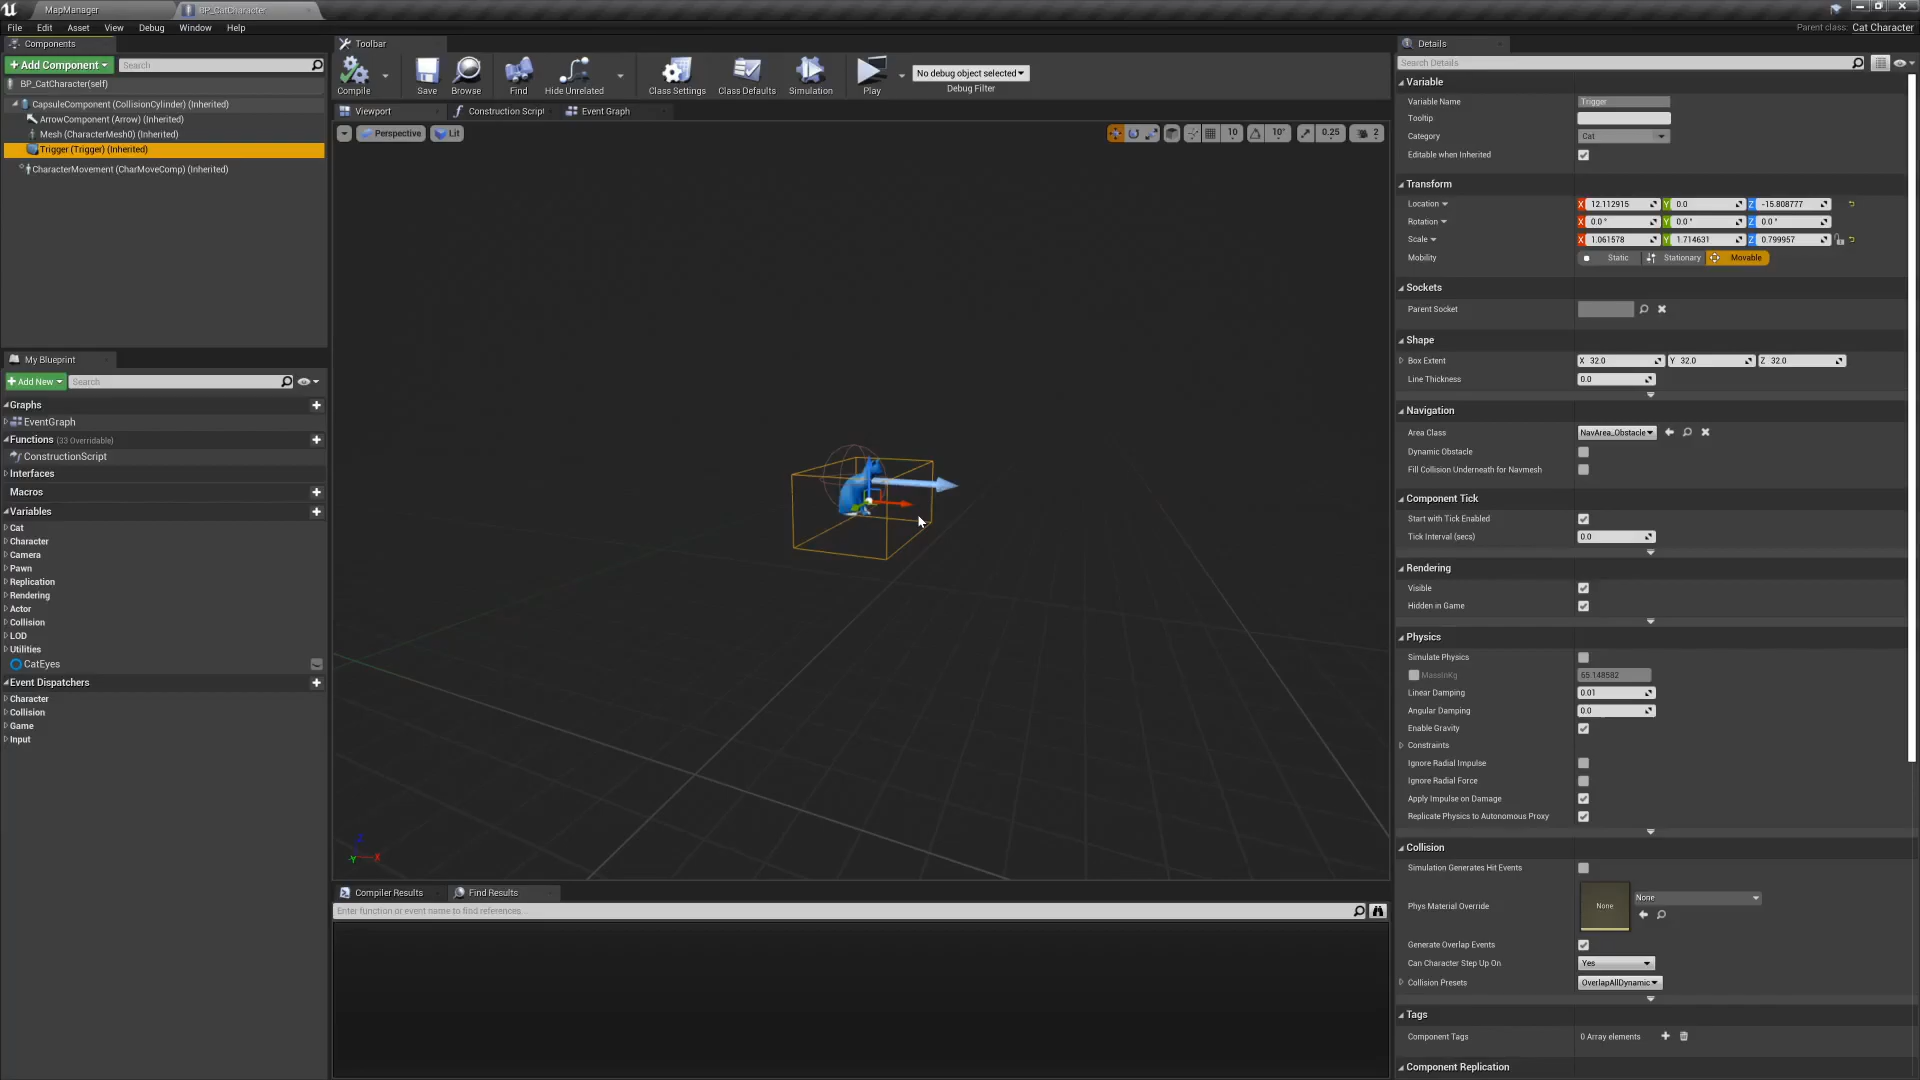 MapManager
BP_CatCharacter
File Edit Asset View Debug Window Help
Parent class: Cat Character
Components
+ Add Component
Search
BP_CatCharacter(self)
CapsuleComponent (CollisionCylinder) (Inherited)
ArrowComponent (Arrow) (Inherited)
Mesh (CharacterMesh0) (Inherited)
Trigger (Trigger) (Inherited)
CharacterMovement (CharMoveComp) (Inherited)
My Blueprint
+Add New
Search
Graphs
EventGraph
Functions (33 Overridable)
ConstructionScript
Interfaces
Macros
Variables
Cat
Character
Camera
Pawn
Replication
Rendering
Actor
Collision
LOD
Utilities
CatEyes
Event Dispatchers
Character
Collision
Game
Input
Toolbar
Compile
Save
Browse
Find
Hide Unrelated
Class Settings
Class Defaults
Simulation
Play
No debug object selected
Debug Filter
Viewport
Construction Script
Event Graph
Perspective
Lit
10
10°
0.25
2
Z
Y
X
Compiler Results
Find Results
Enter function or event name to find references...
Details
Search Details
Variable
Variable Name Trigger
Tooltip
Category Cat
Editable when Inherited
Transform
Location X 12.112915 Y 0.0 Z -15.808777
Rotation X 0.0 ° Y 0.0 ° Z 0.0 °
Scale X 1.061578 Y 1.714631 Z 0.799957
Mobility Static Stationary Movable
Sockets
Parent Socket
Shape
Box Extent X 32.0 Y 32.0 Z 32.0
Line Thickness 0.0
Navigation
Area Class NavArea_Obstacle
Dynamic Obstacle
Fill Collision Underneath for Navmesh
Component Tick
Start with Tick Enabled
Tick Interval (secs) 0.0
Rendering
Visible
Hidden in Game
Physics
Simulate Physics
MassInKg 65.148582
Linear Damping 0.01
Angular Damping 0.0
Enable Gravity
Constraints
Ignore Radial Impulse
Ignore Radial Force
Apply Impulse on Damage
Replicate Physics to Autonomous Proxy
Collision
Simulation Generates Hit Events
Phys Material Override None None
Generate Overlap Events
Can Character Step Up On Yes
Collision Presets OverlapAllDynamic
Tags
Component Tags 0 Array elements
Component Replication